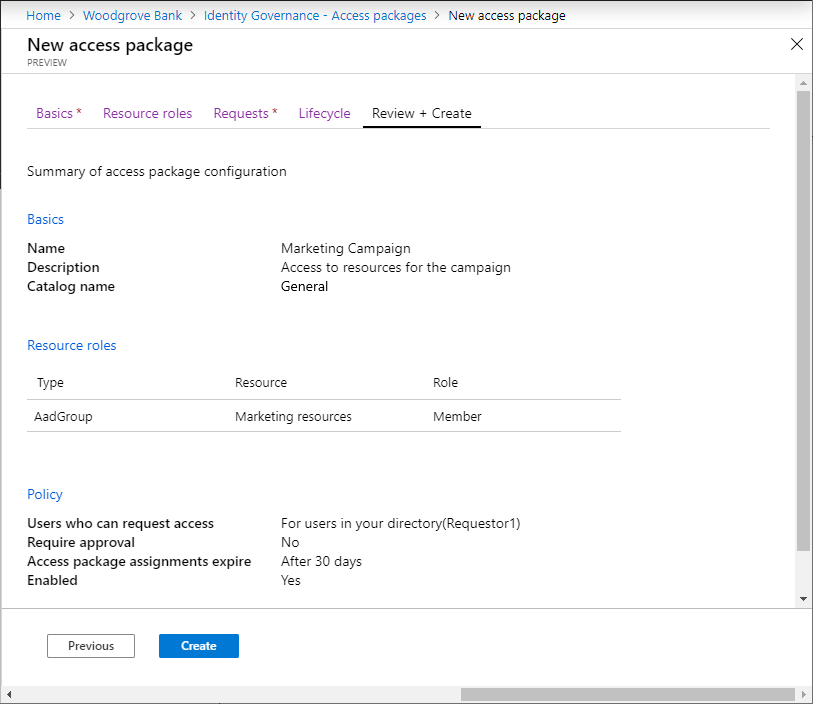 Home > Woodgrove Bank > Identity Governance - Access packages > New access package
New access package
PREVIEW
Basics * Resource roles Requests * Lifecycle Review + Create
Summary of access package configuration
Basics
Name Marketing Campaign
Description Access to resources for the campaign
Catalog name General
Resource roles
Type Resource Role
AadGroup Marketing resources Member
Policy
Users who can request access For users in your directory(Requestor1)
Require approval No
Access package assignments expire After 30 days
Enabled Yes
Previous Create